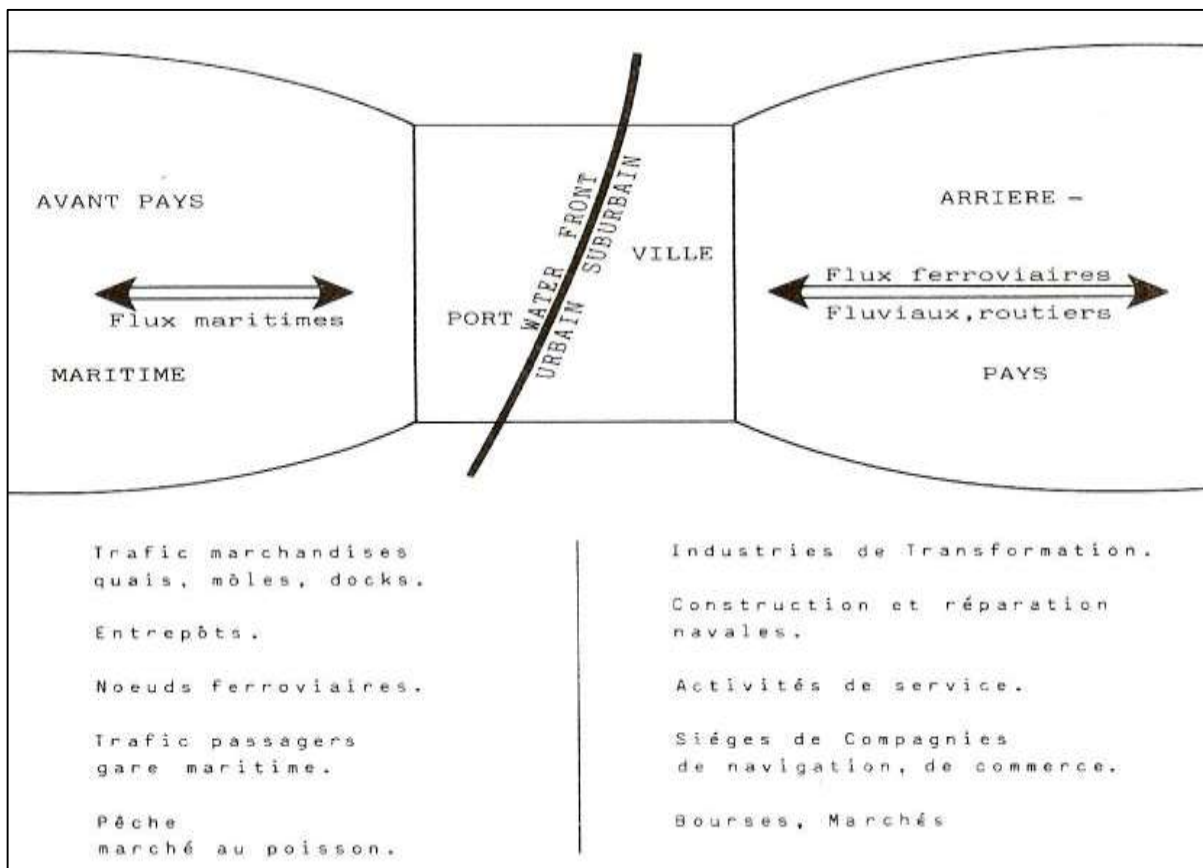 AVANT PAYS
MARITIME
Flux maritimes
PORT
WATER FRONT
URBAIN SUBURBAIN
VILLE
ARRIERE-
PAYS
Flux ferroviaires
Fluviaux,routiers
Trafic marchandises
quais, môles, docks.
Entrepôts.
Noeuds ferroviaires.
Trafic passagers
gare maritime.
Pêche
marché au poisson.
Industries de Transformation.
Construction et réparation
navales.
Activités de service.
Siéges de Compagnies
de navigation, de commerce.
Bourses, Marchés